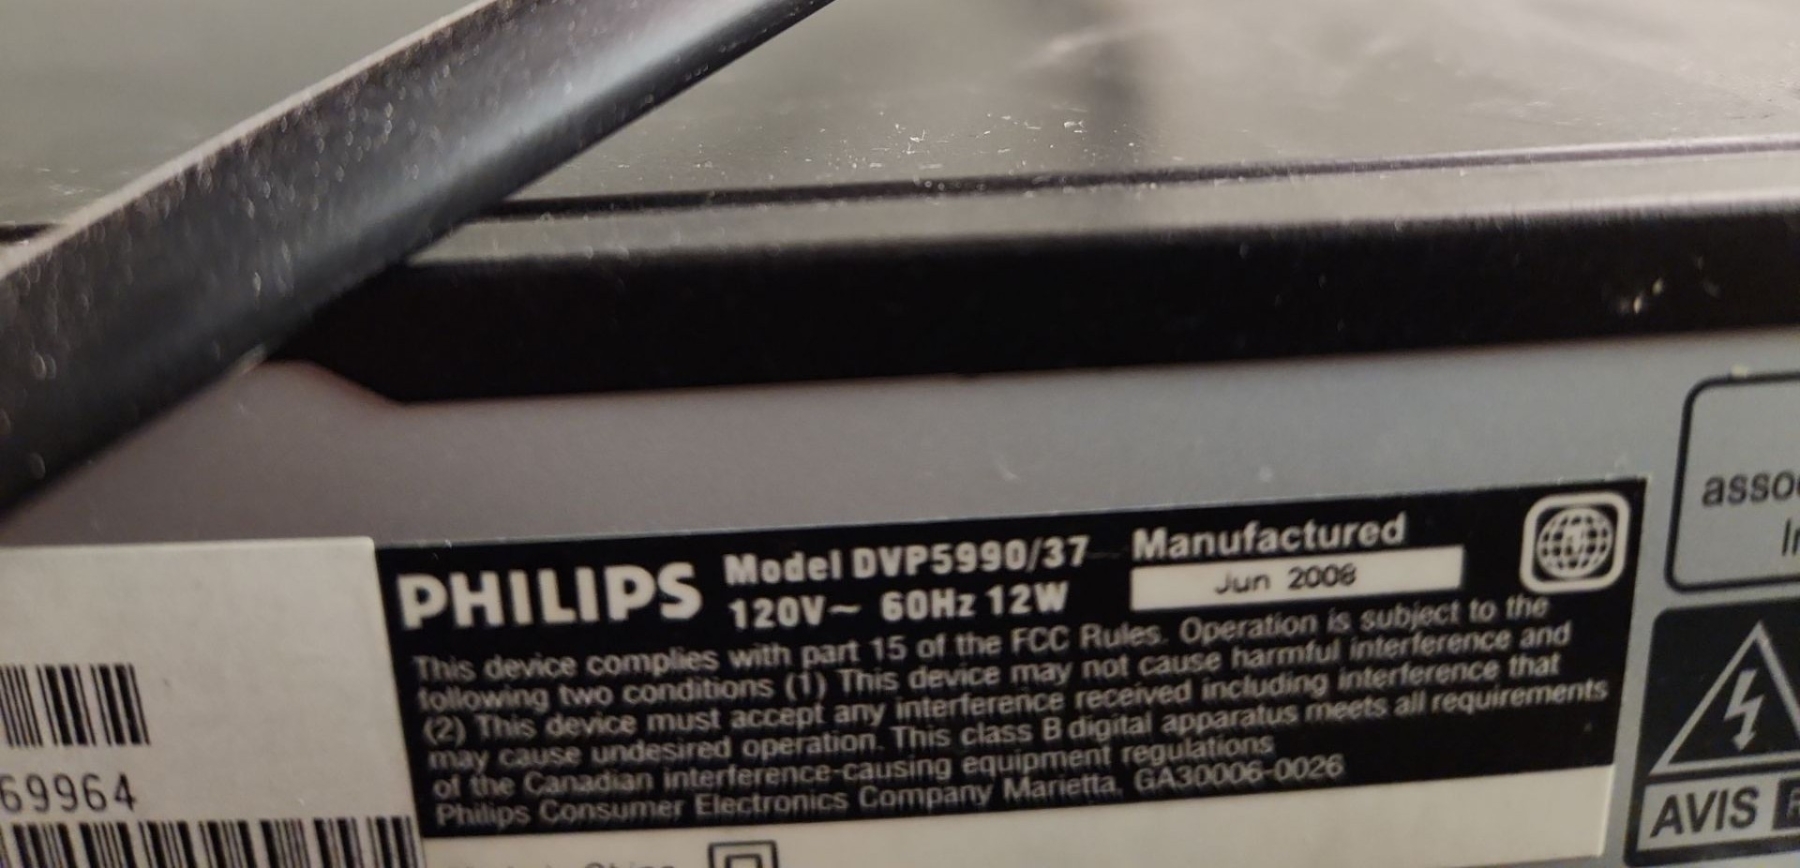 PHILIPS
Model DVP5990/37
120V~ 60Hz 12W
Manufactured
Jun 2008
This device complies with part 15 of the FCC Rules. Operation is subject to the
following two conditions (1) This device may not cause harmful interference and
(2) This device must accept any interference received including interference that
may cause undesired operation. This class B digital apparatus meets all requirements
of the Canadian interference-causing equipment regulations
Philips Consumer Electronics Company Marietta, GA30006-0026
69964
asso
AVIS